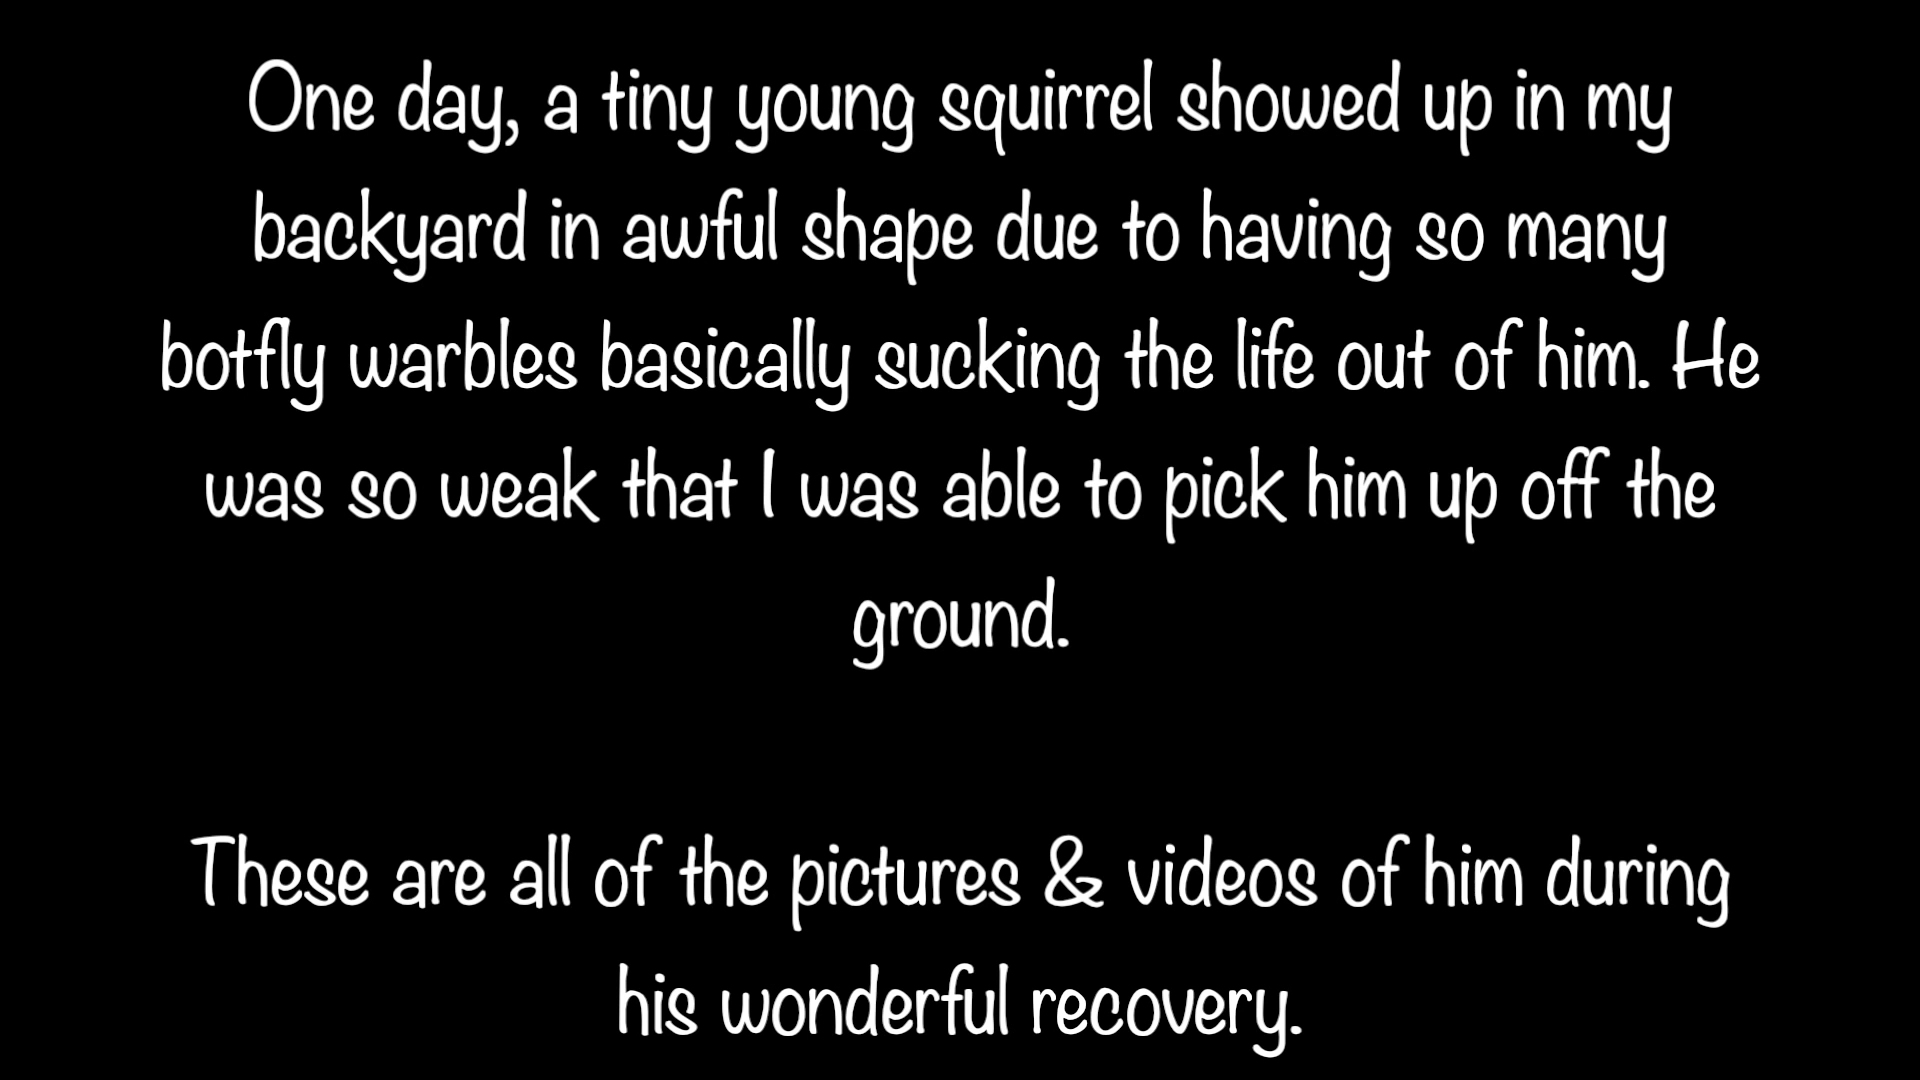 One day, a tiny young squirrel showed up in my
backyard in awful shape due to having so many
botfly warbles basically sucking the life out of him. He
was so weak that I was able to pick him up off the
ground.
These are all of the pictures & videos of him during
his wonderful recovery.